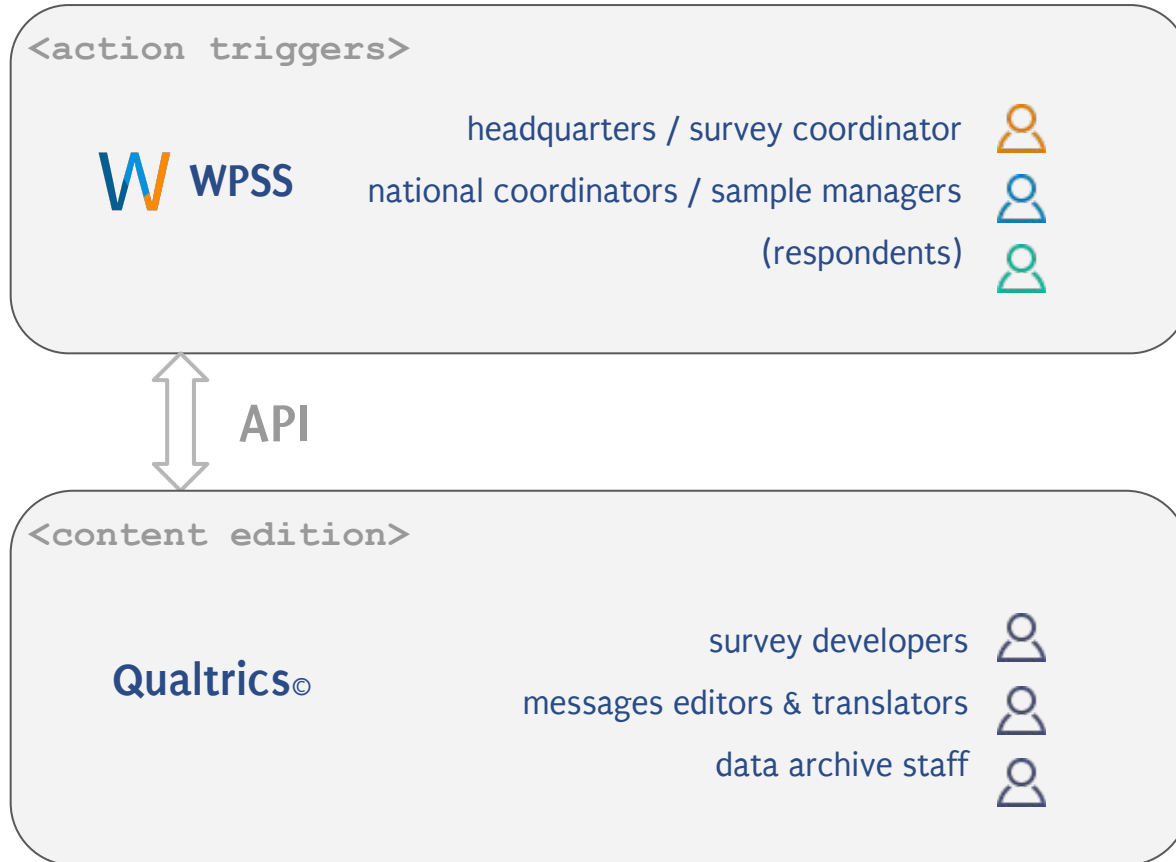 <action triggers>
W WPSS
headquarters / survey coordinator
national coordinators / sample managers
(respondents)
API
<content edition>
Qualtrics©
survey developers
messages editors & translators
data archive staff